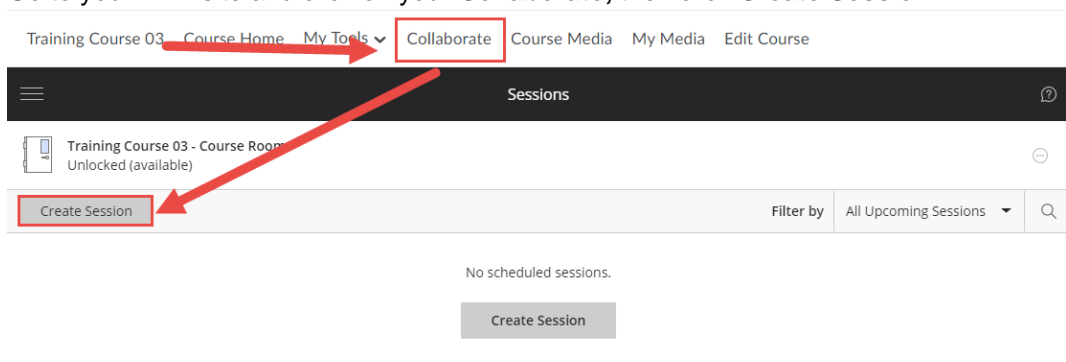 Training Course 03 Course Home My Tools Collaborate Course Media My Media Edit Course
Sessions
Training Course 03 - Course Room
Unlocked (available)
Create Session Filter by All Upcoming Sessions
No scheduled sessions.
Create Session